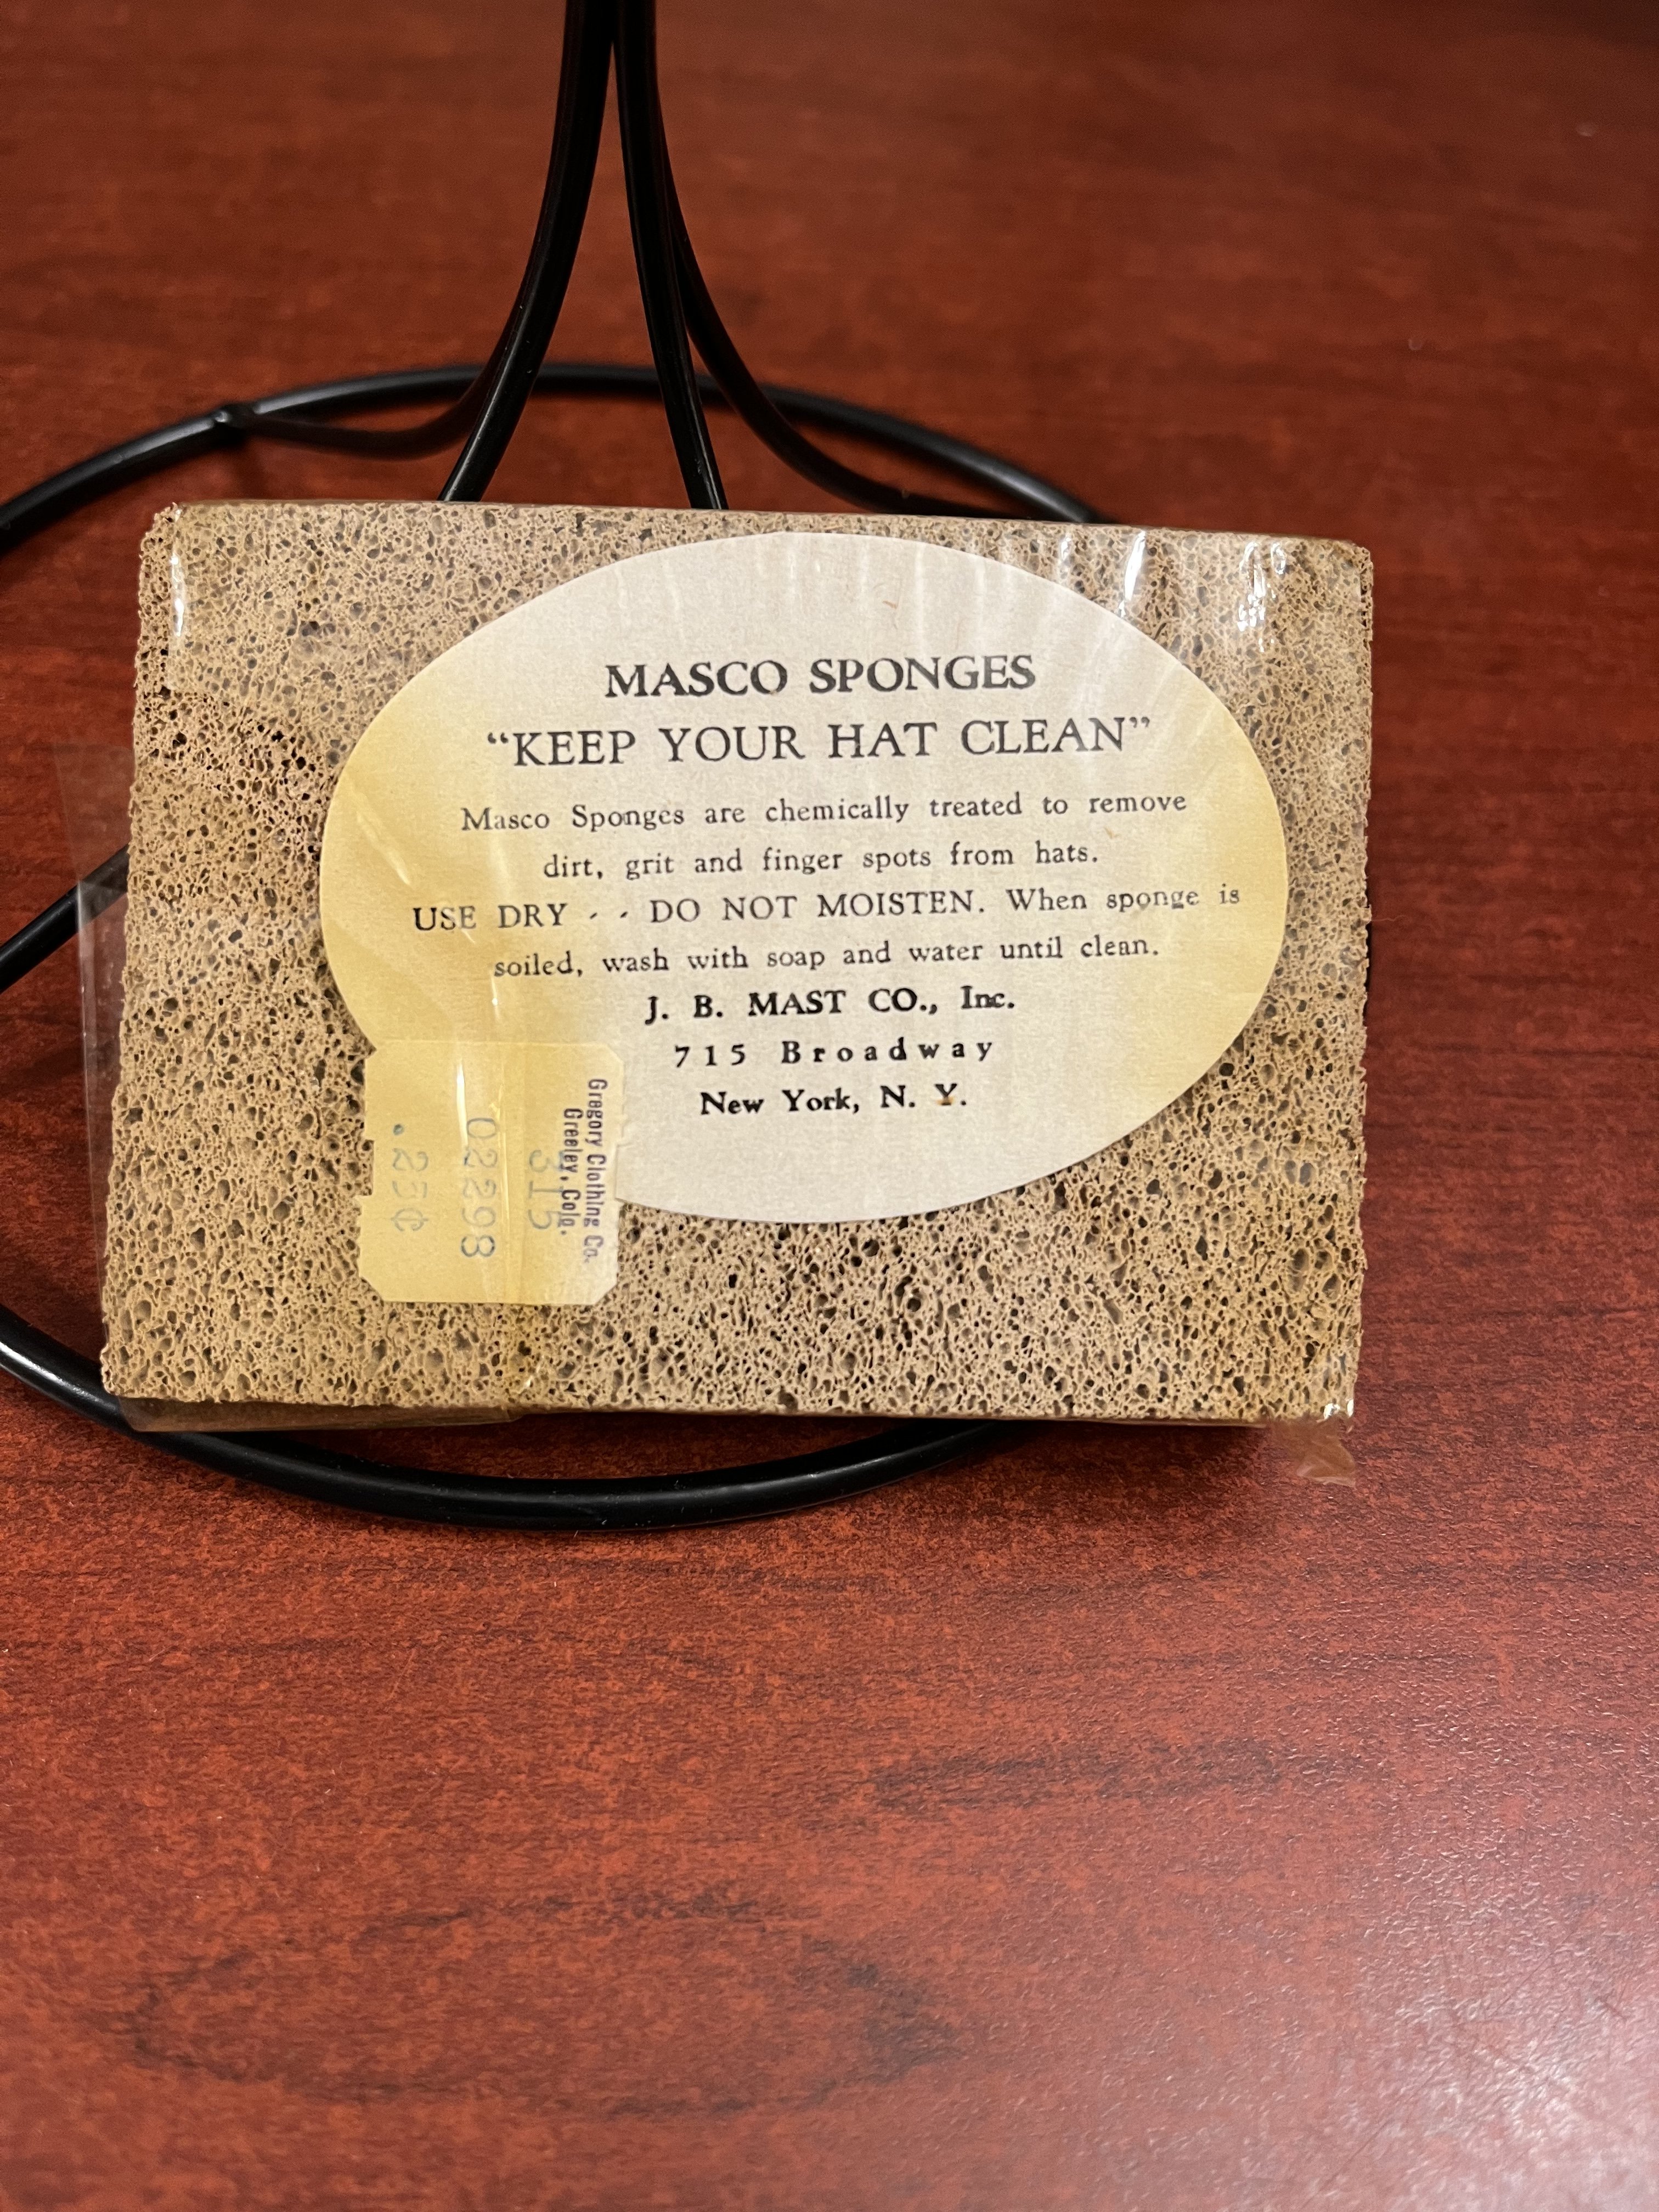 MASCO SPONGES
“KEEP YOUR HAT CLEAN”
Masco Sponges are chemically treated to remove
dirt, grit and finger spots from hats.
USE DRY - - DO NOT MOISTEN. When sponge is
soiled, wash with soap and water until clean.
J. B. MAST CO., Inc.
715 Broadway
New York, N. Y.
Gregory Clothing Co.
Greeley, Colo.
315
02298
.25¢